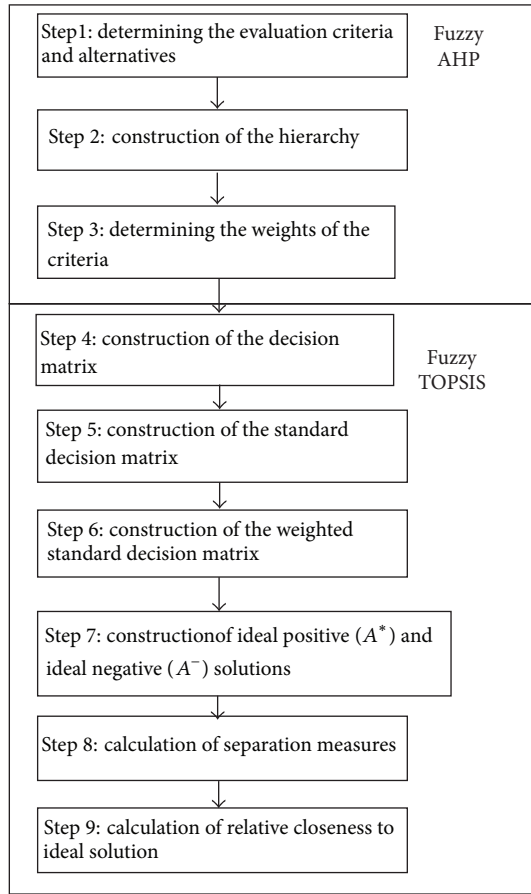 Step1: determining the evaluation criteria
and alternatives
Fuzzy
AHP
Step 2: construction of the hierarchy
Step 3: determining the weights of the
criteria
Step 4: construction of the decision
matrix
Fuzzy
TOPSIS
Step 5: construction of the standard
decision matrix
Step 6: construction of the weighted
standard decision matrix
Step 7: constructionof ideal positive (A*) and
ideal negative (A⁻) solutions
Step 8: calculation of separation measures
Step 9: calculation of relative closeness to
ideal solution